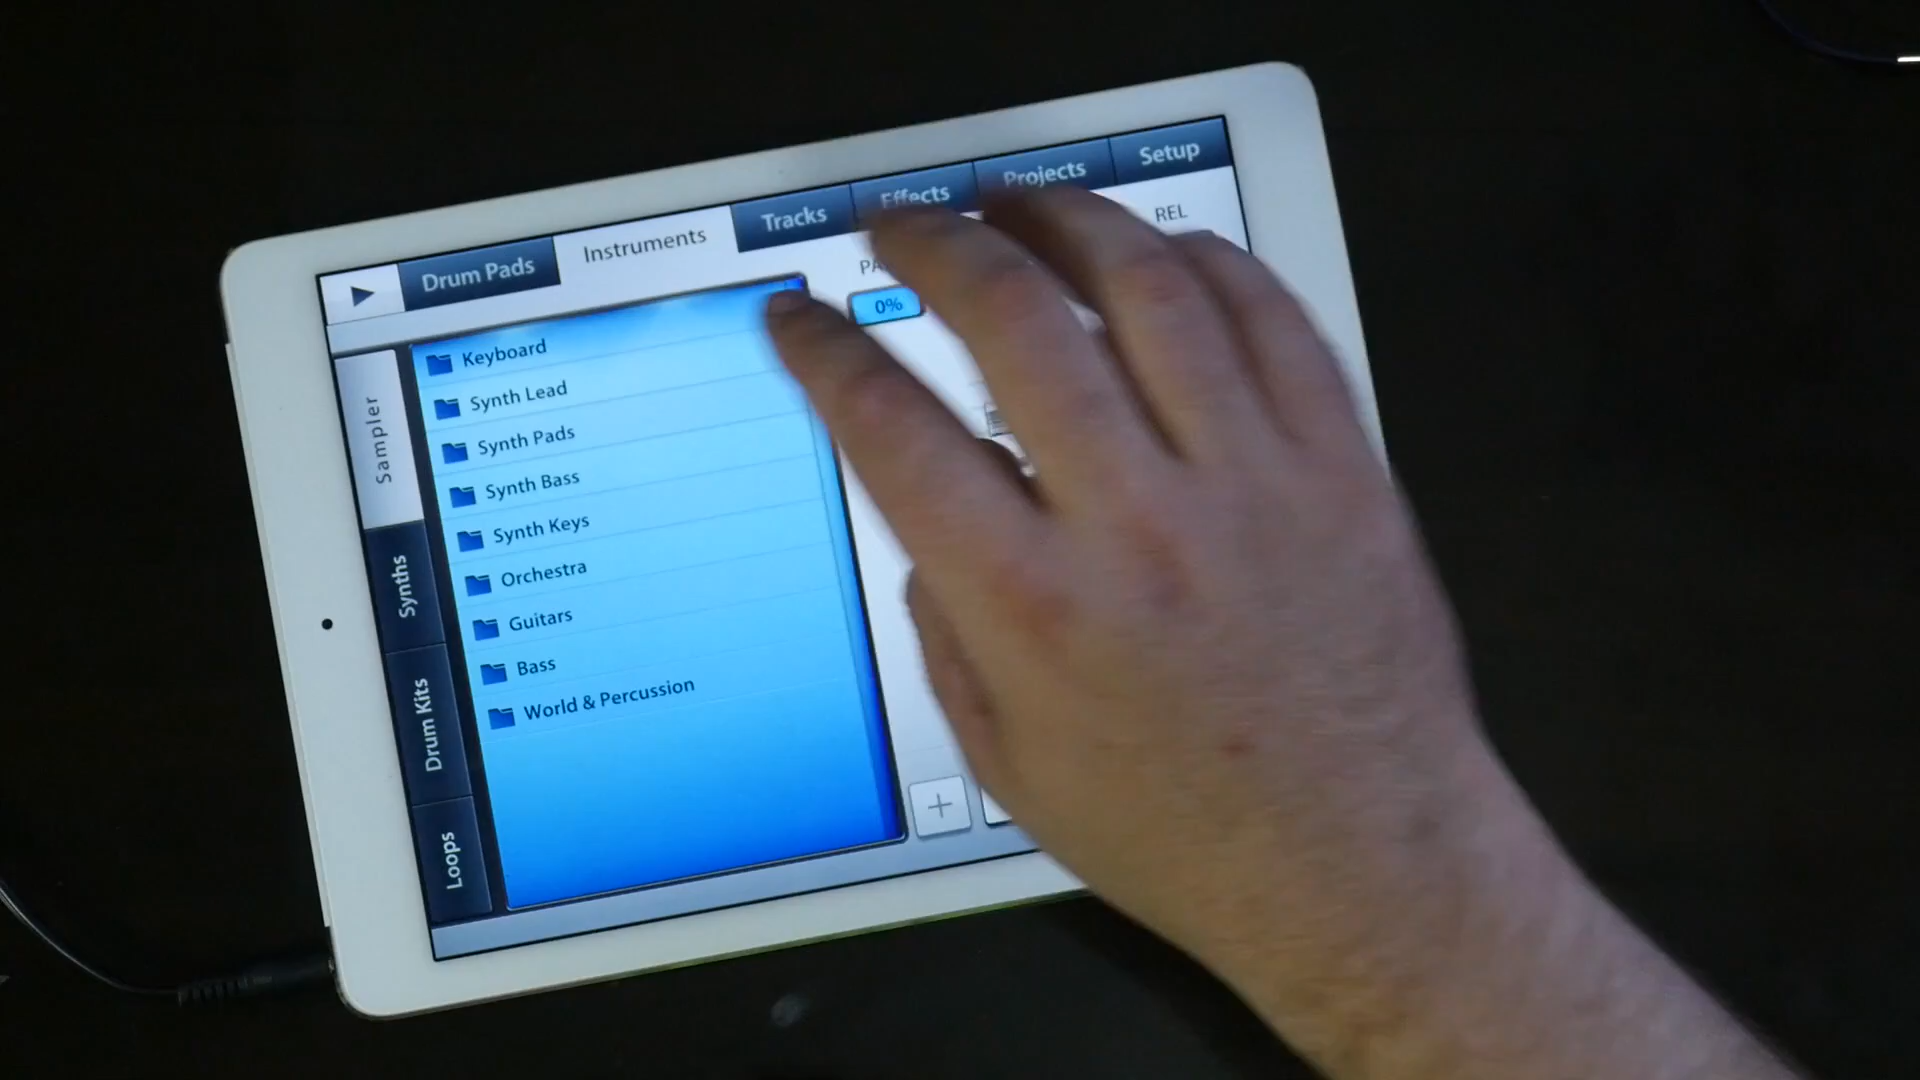 Drum Pads
Instruments
Tracks
Effects
Projects
Setup
REL
0%
Sampler
Synths
Drum Kits
Loops
Keyboard
Synth Lead
Synth Pads
Synth Bass
Synth Keys
Orchestra
Guitars
Bass
World & Percussion